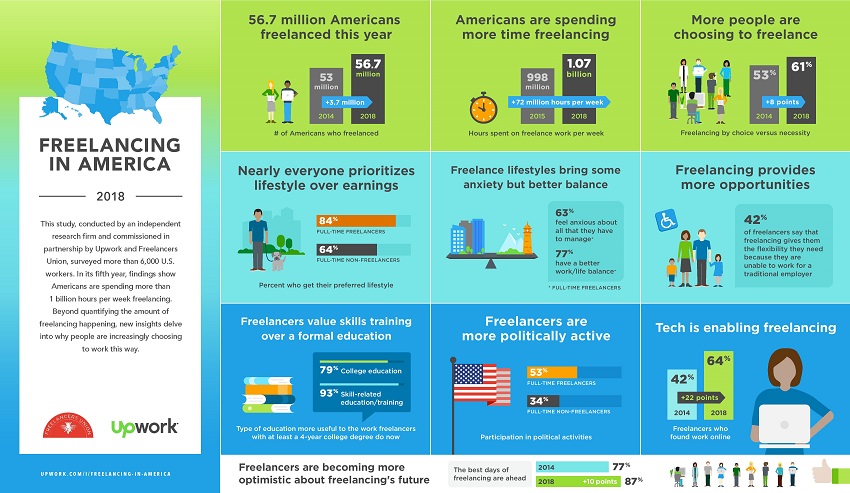 FREELANCING
IN AMERICA
2018
This study, conducted by an independent
research firm and commissioned in
partnership by Upwork and Freelancers
Union, surveyed more than 6,000 U.S.
workers. In its fifth year, findings show
Americans are spending more than
1 billion hours per week freelancing.
Beyond quantifying the amount of
freelancing happening, new insights delve
into why people are increasingly choosing
to work this way.
FREELANCERS UNION
Upwork
UPWORK.COM/I/FREELANCING-IN-AMERICA
56.7 million Americans
freelanced this year
53
million
56.7
million
+3.7 million
2014
2018
# of Americans who freelanced
Americans are spending
more time freelancing
998
million
1.07
billion
+72 million hours per week
2015
2018
Hours spent on freelance work per week
More people are
choosing to freelance
53%
61%
+8 points
2014
2018
Freelancing by choice versus necessity
Nearly everyone prioritizes
lifestyle over earnings
84%
FULL-TIME FREELANCERS
64%
FULL-TIME NON-FREELANCERS
Percent who get their preferred lifestyle
Freelance lifestyles bring some
anxiety but better balance
63%
feel anxious about
all that they have
to manage*
77%
have a better
work/life balance*
* FULL-TIME FREELANCERS
Freelancing provides
more opportunities
42%
of freelancers say that
freelancing gives them
the flexibility they need
because they are
unable to work for a
traditional employer
Freelancers value skills training
over a formal education
79% College education
93% Skill-related
education/training
Type of education more useful to the work freelancers
with at least a 4-year college degree do now
Freelancers are
more politically active
53%
FULL-TIME FREELANCERS
34%
FULL-TIME NON-FREELANCERS
Participation in political activities
Tech is enabling freelancing
42%
64%
+22 points
2014
2018
Freelancers who
found work online
Freelancers are becoming more
optimistic about freelancing's future
The best days of
freelancing are ahead
2014
77%
2018
+10 points
87%